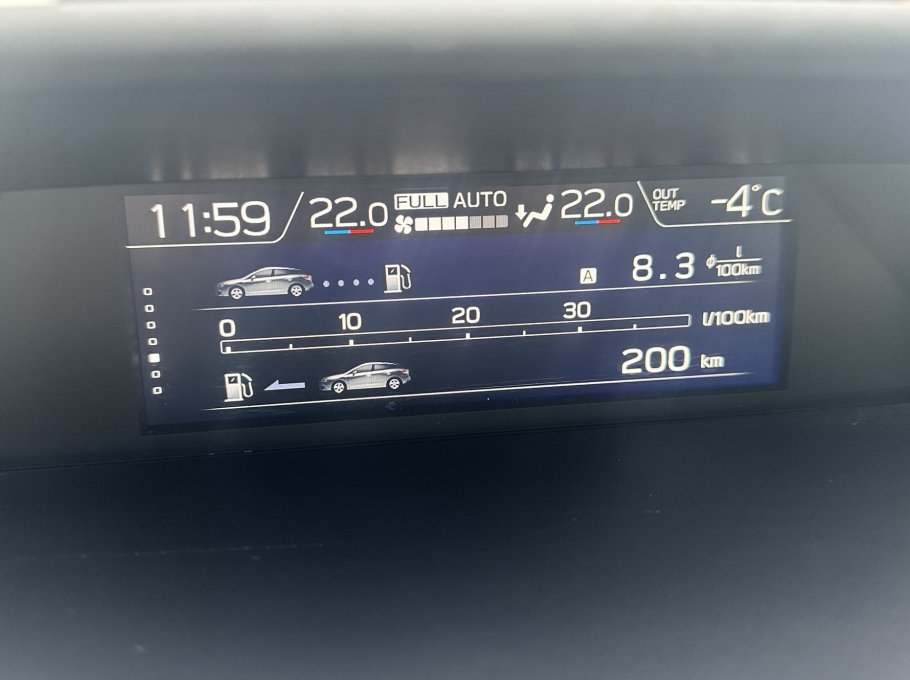 11:59 22.0 FULL AUTO 22.0 OUT TEMP -4°C
A 8.3 ϕ L/100km
0 10 20 30 l/100km
200 km